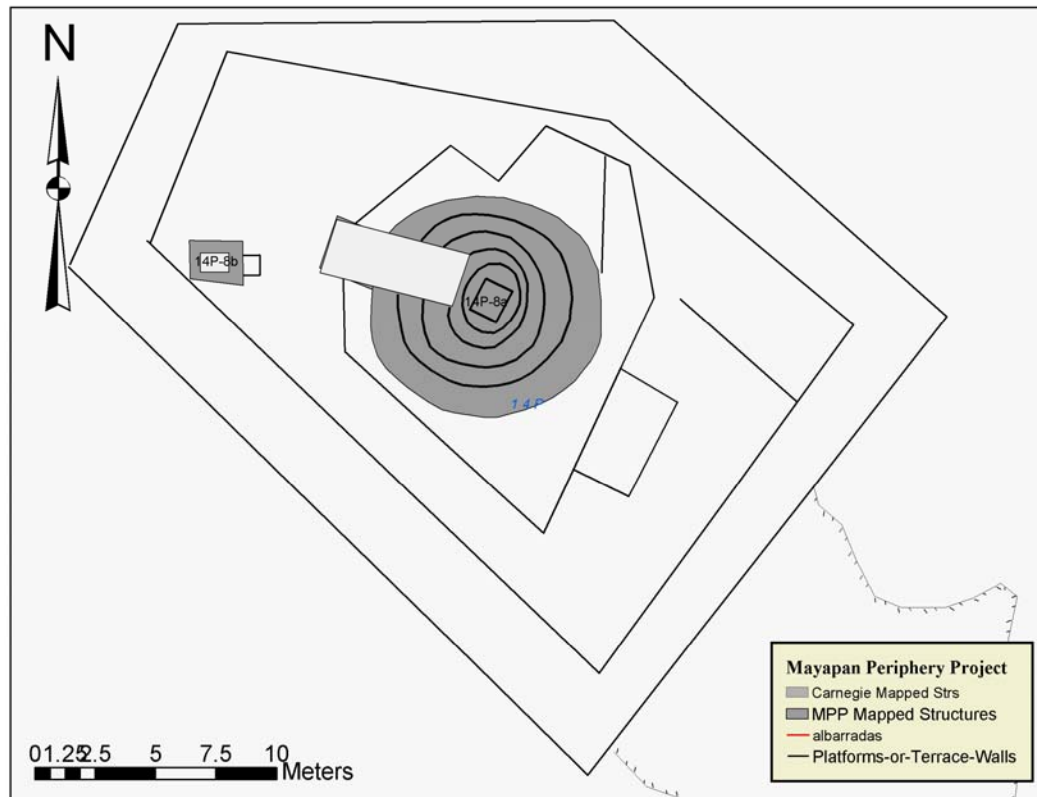 N
14P-8b
14P-8a
14P
Mayapan Periphery Project
Carnegie Mapped Strs
MPP Mapped Structures
albarradas
Platforms-or-Terrace-Walls
01.252.5 5 7.5 10
Meters